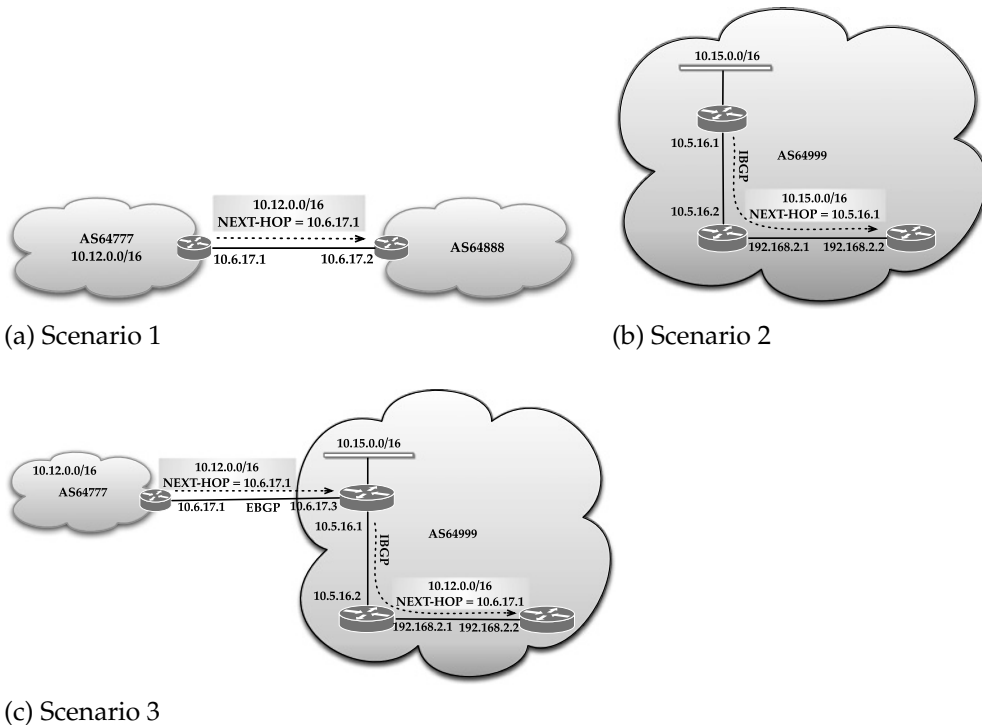 10.12.0.0/16
NEXT-HOP = 10.6.17.1
AS64777
10.12.0.0/16
AS64888
10.6.17.1
10.6.17.2
(a) Scenario 1
10.15.0.0/16
10.5.16.1
IBGP
AS64999
10.15.0.0/16
NEXT-HOP = 10.5.16.1
10.5.16.2
192.168.2.1
192.168.2.2
(b) Scenario 2
10.12.0.0/16
AS64777
10.12.0.0/16
NEXT-HOP = 10.6.17.1
10.6.17.1
EBGP
10.6.17.3
10.15.0.0/16
10.5.16.1
IBGP
AS64999
10.12.0.0/16
NEXT-HOP = 10.6.17.1
10.5.16.2
192.168.2.1
192.168.2.2
(c) Scenario 3